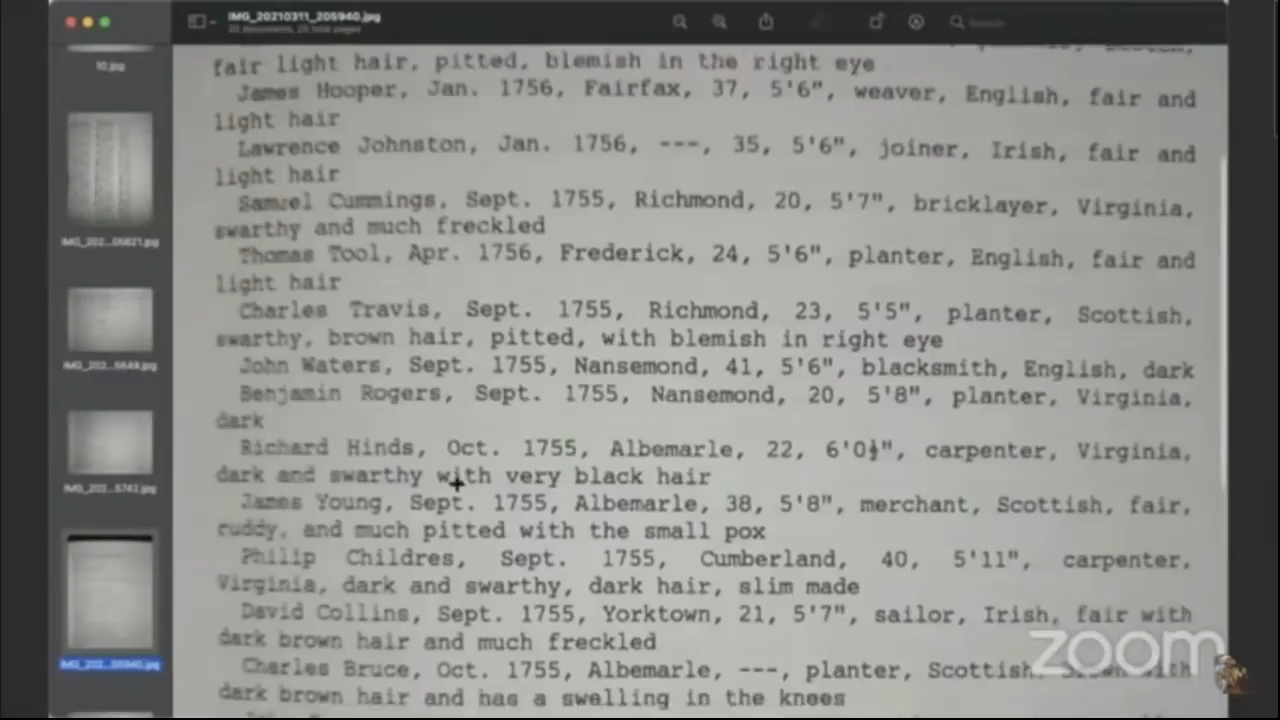 IMG_20210311_205940.jpg
Search
10.jpg
fair light hair, pitted, blemish in the right eye
James Hooper, Jan. 1756, Fairfax, 37, 5'6", weaver, English, fair and
light hair
Lawrence Johnston, Jan. 1756, ---, 35, 5'6", joiner, Irish, fair and
light hair
Samuel Cummings, Sept. 1755, Richmond, 20, 5'7", bricklayer, Virginia,
swarthy and much freckled
Thomas Tool, Apr. 1756, Frederick, 24, 5'6", planter, English, fair and
light hair
Charles Travis, Sept. 1755, Richmond, 23, 5'5", planter, Scottish,
swarthy, brown hair, pitted, with blemish in right eye
John Waters, Sept. 1755, Nansemond, 41, 5'6", blacksmith, English, dark
Benjamin Rogers, Sept. 1755, Nansemond, 20, 5'8", planter, Virginia,
dark
Richard Hinds, Oct. 1755, Albemarle, 22, 6'0½", carpenter, Virginia,
dark and swarthy with very black hair
James Young, Sept. 1755, Albemarle, 38, 5'8", merchant, Scottish, fair,
ruddy, and much pitted with the small pox
Philip Childres, Sept. 1755, Cumberland, 40, 5'11", carpenter,
Virginia, dark and swarthy, dark hair, slim made
David Collins, Sept. 1755, Yorktown, 21, 5'7", sailor, Irish, fair with
dark brown hair and much freckled
Charles Bruce, Oct. 1755, Albemarle, ---, planter, Scottish, brown with
dark brown hair and has a swelling in the knees
zoom